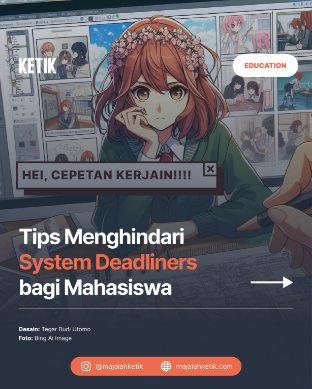 KETIK
EDUCATION
HEI, CEPETAN KERJAIN!!!!
Tips Menghindari
System Deadliners
bagi Mahasiswa
Desain: Tegar Budi Utomo
Foto: Bing Ai Image
@majalahketik majalahketik.com